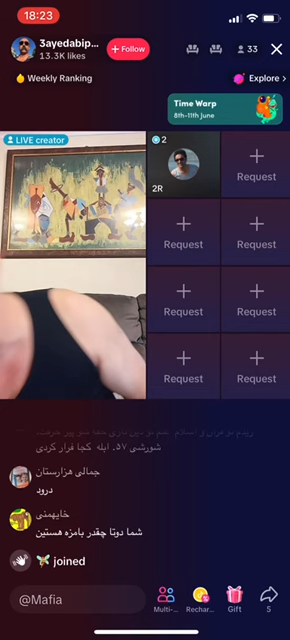 18:23
3ayedabip...
13.3K likes
+ Follow
33
Weekly Ranking
Explore >
Time Warp
8th-11th June
LIVE creator
2
2R
Request
Request
Request
Request
Request
Request
Request
شورشی ۵۷. ابله کجا فرار کردی
جمالی هزارستان
درود
خایهمنی
شما دوتا چقدر بامزه هستین
joined
@Mafia
Multi-...
Rechar...
Gift
5